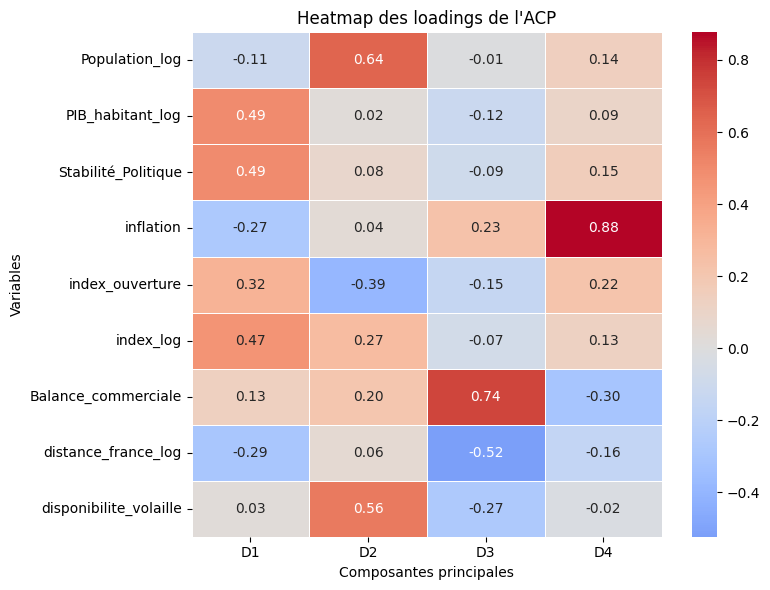 Heatmap des loadings de l'ACP
Variables
Population_log -0.11 0.64 -0.01 0.14
PIB_habitant_log 0.49 0.02 -0.12 0.09
Stabilité_Politique 0.49 0.08 -0.09 0.15
inflation -0.27 0.04 0.23 0.88
index_ouverture 0.32 -0.39 -0.15 0.22
index_log 0.47 0.27 -0.07 0.13
Balance_commerciale 0.13 0.20 0.74 -0.30
distance_france_log -0.29 0.06 -0.52 -0.16
disponibilite_volaille 0.03 0.56 -0.27 -0.02
D1 D2 D3 D4
Composantes principales
0.8
0.6
0.4
0.2
0.0
−0.2
−0.4